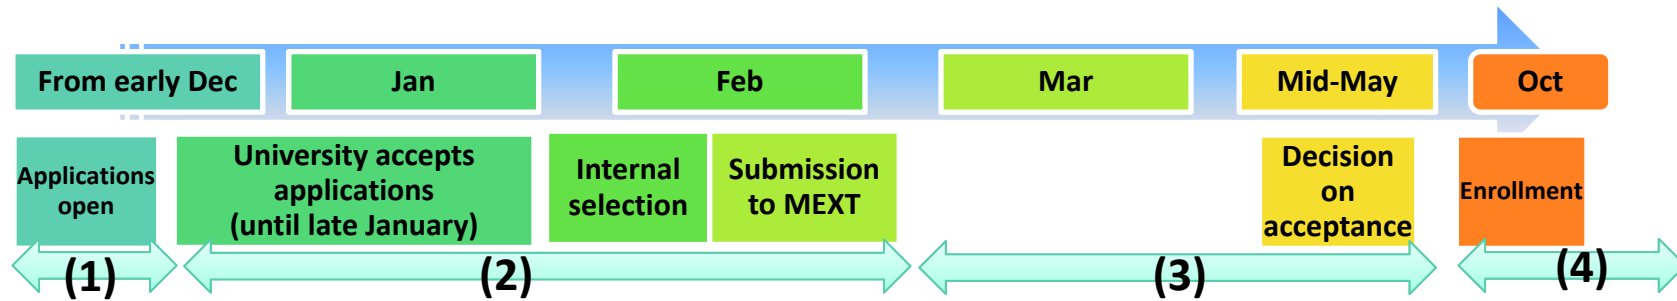 From early Dec
Jan
Feb
Mar
Mid-May
Oct
Applications
open
University accepts
applications
(until late January)
Internal
selection
Submission
to MEXT
Decision
on
acceptance
Enrollment
(1)
(2)
(3)
(4)